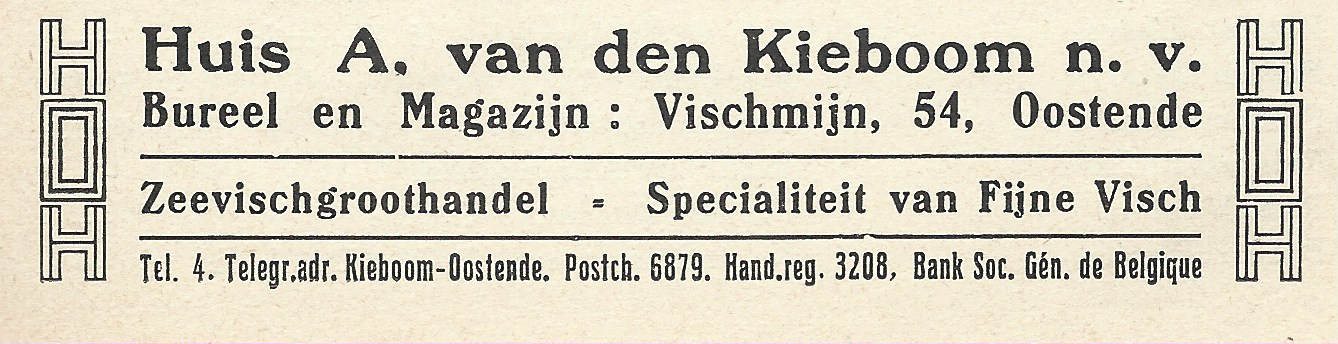 Huis A. van den Kieboom n. v.
Bureel en Magazijn : Vischmijn, 54, Oostende
Zeevischgroothandel - Specialiteit van Fijne Visch
Tel. 4. Telegr.adr. Kieboom-Oostende. Postch. 6879. Hand.reg. 3208, Bank Soc. Gén. de Belgique